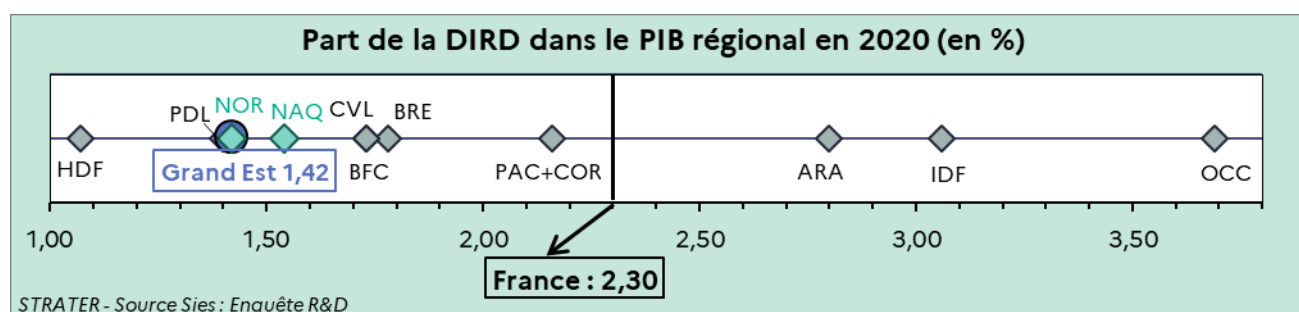 Part de la DIRD dans le PIB régional en 2020 (en %)
PDL NOR NAQ CVL BRE
HDF Grand Est 1,42 BFC PAC+COR ARA IDF OCC
1,00 1,50 2,00 2,50 3,00 3,50
France : 2,30
STRATER - Source Sies : Enquête R&D